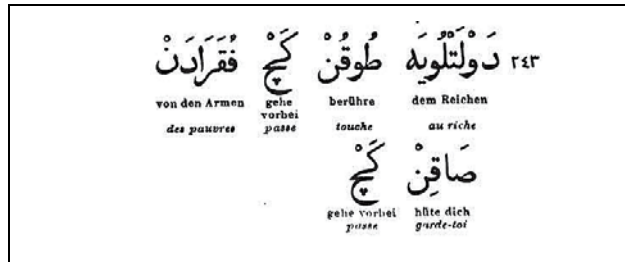 ٢٤٣ دَوْلَتْلُويَه طُوقُنْ كَچْ فُقَرَادَنْ
von den Armen gehe berühre dem Reichen
vorbei
des pauvres passe touche au riche
صَاقِنْ كَچْ
gehe vorbei hüte dich
passe garde-toi